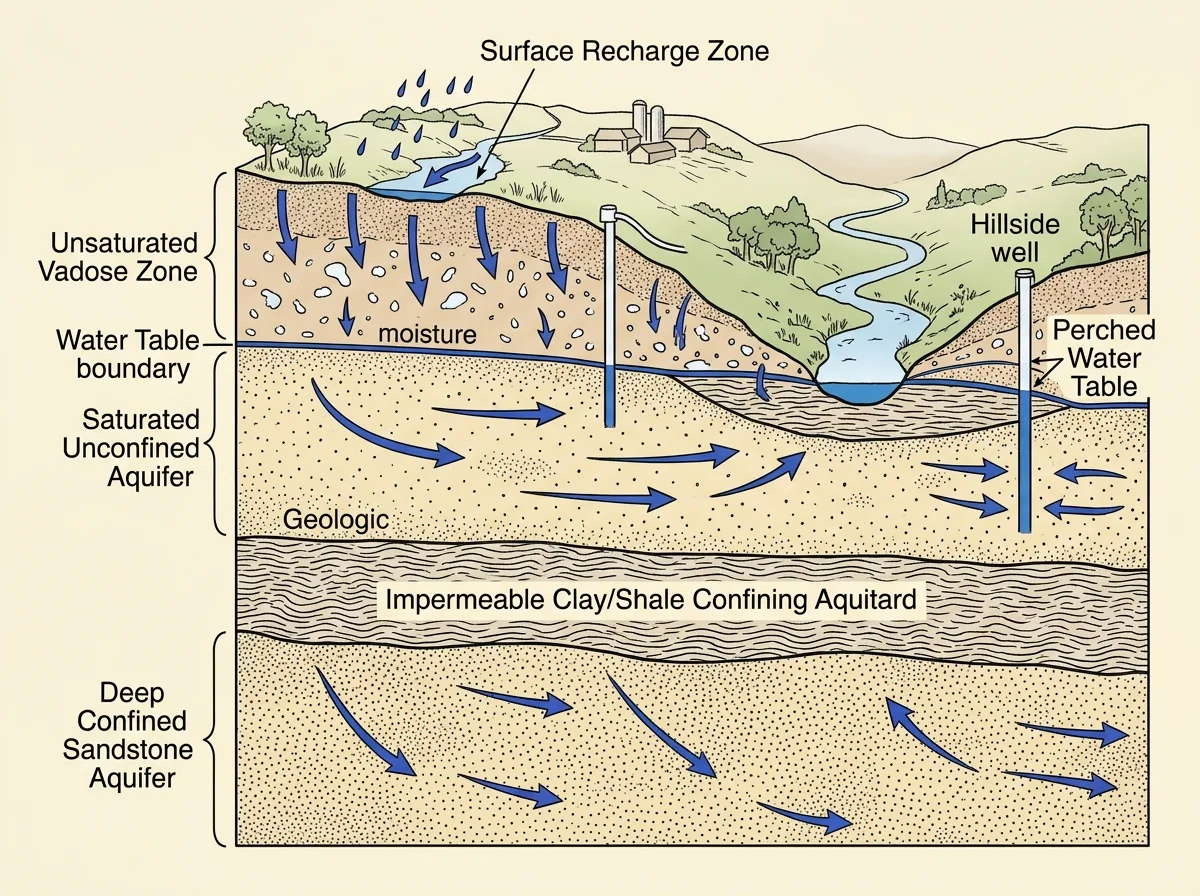 Surface Recharge Zone
Hillside
well
Unsaturated
Vadose Zone
moisture
Water Table
boundary
Perched
Water
Table
Saturated
Unconfined
Aquifer
Geologic
Impermeable Clay/Shale Confining Aquitard
Deep
Confined
Sandstone
Aquifer